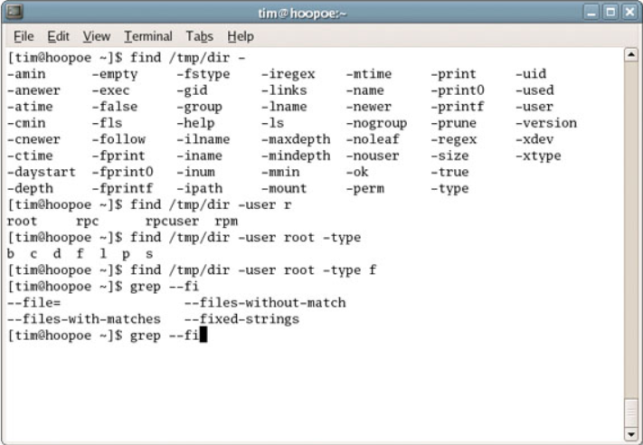 tim@hoopoe:~
File Edit View Terminal Tabs Help
[tim@hoopoe ~]$ find /tmp/dir -
-amin -empty -fstype -iregex -mtime -print -uid
-anewer -exec -gid -links -name -print0 -used
-atime -false -group -lname -newer -printf -user
-cmin -fls -help -ls -nogroup -prune -version
-cnewer -follow -ilname -maxdepth -noleaf -regex -xdev
-ctime -fprint -iname -mindepth -nouser -size -xtype
-daystart -fprint0 -inum -mmin -ok -true
-depth -fprintf -ipath -mount -perm -type
[tim@hoopoe ~]$ find /tmp/dir -user r
root rpc rpcuser rpm
[tim@hoopoe ~]$ find /tmp/dir -user root -type
b c d f l p s
[tim@hoopoe ~]$ find /tmp/dir -user root -type f
[tim@hoopoe ~]$ grep --fi
--file= --files-without-match
--files-with-matches --fixed-strings
[tim@hoopoe ~]$ grep --fi